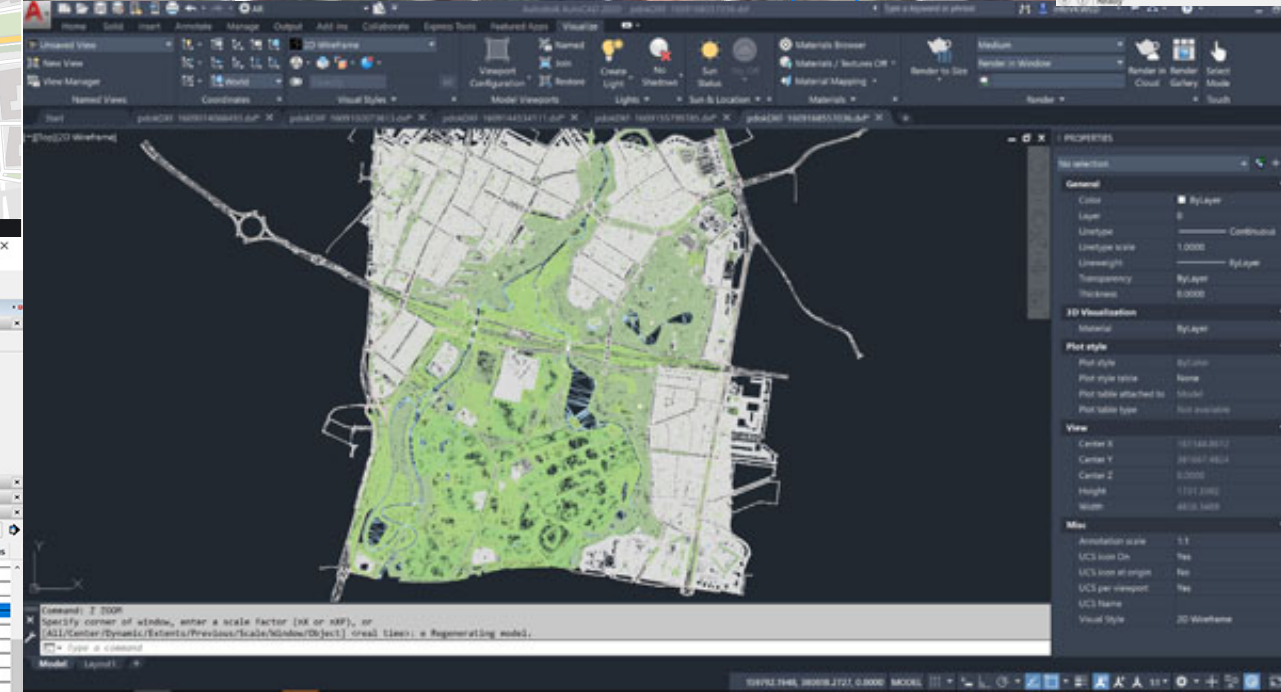 Home Solid Insert Annotate Manage Output Add-ins Collaborate Express Tools Featured Apps Visualize
Unsaved View
New View
View Manager
Named Views
World
Coordinates
2D Wireframe
Visual Styles
Viewport Configuration
Named
Join
Restore
Model Viewports
Create Light
No Shadows
Lights
Sun Status
Sun & Location
Materials Browser
Materials / Textures Off
Material Mapping
Materials
Render to Size
Medium
Render in Window
Render
Render in Cloud
Render Gallery
Select Mode
Touch
Start
PROPERTIES
No selection
General
Color ByLayer
Layer 0
Linetype Continuous
Linetype scale 1.0000
Lineweight ByLayer
Transparency ByLayer
Thickness 0.0000
3D Visualization
Material ByLayer
Plot style
Plot style ByColor
Plot style table None
Plot table attached to Model
Plot table type Not available
View
Center X
Center Y
Center Z 0.0000
Height
Width
Misc
Annotation scale 1:1
UCS icon On Yes
UCS icon at origin No
UCS per viewport Yes
UCS Name
Visual Style 2D Wireframe
Y
X
Command: Z ZOOM
Specify corner of window, enter a scale factor (nX or nXP), or
[All/Center/Dynamic/Extents/Previous/Scale/Window/Object] <real time>: e Regenerating model.
Type a command
Model Layout1 +
MODEL